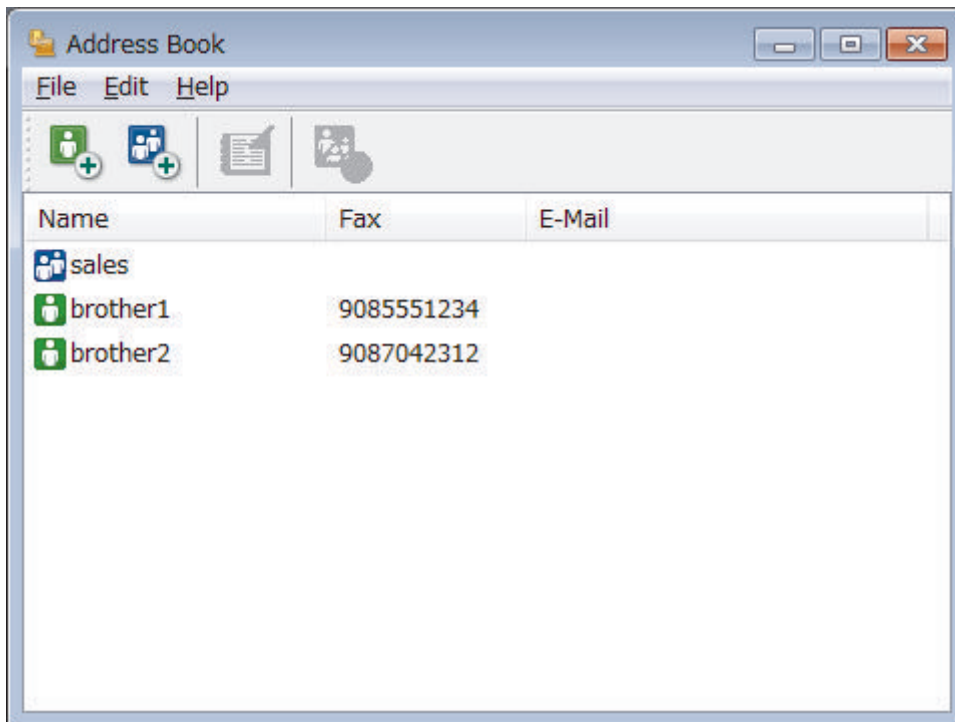 Address Book
File Edit Help
Name Fax E-Mail
sales
brother1 9085551234
brother2 9087042312